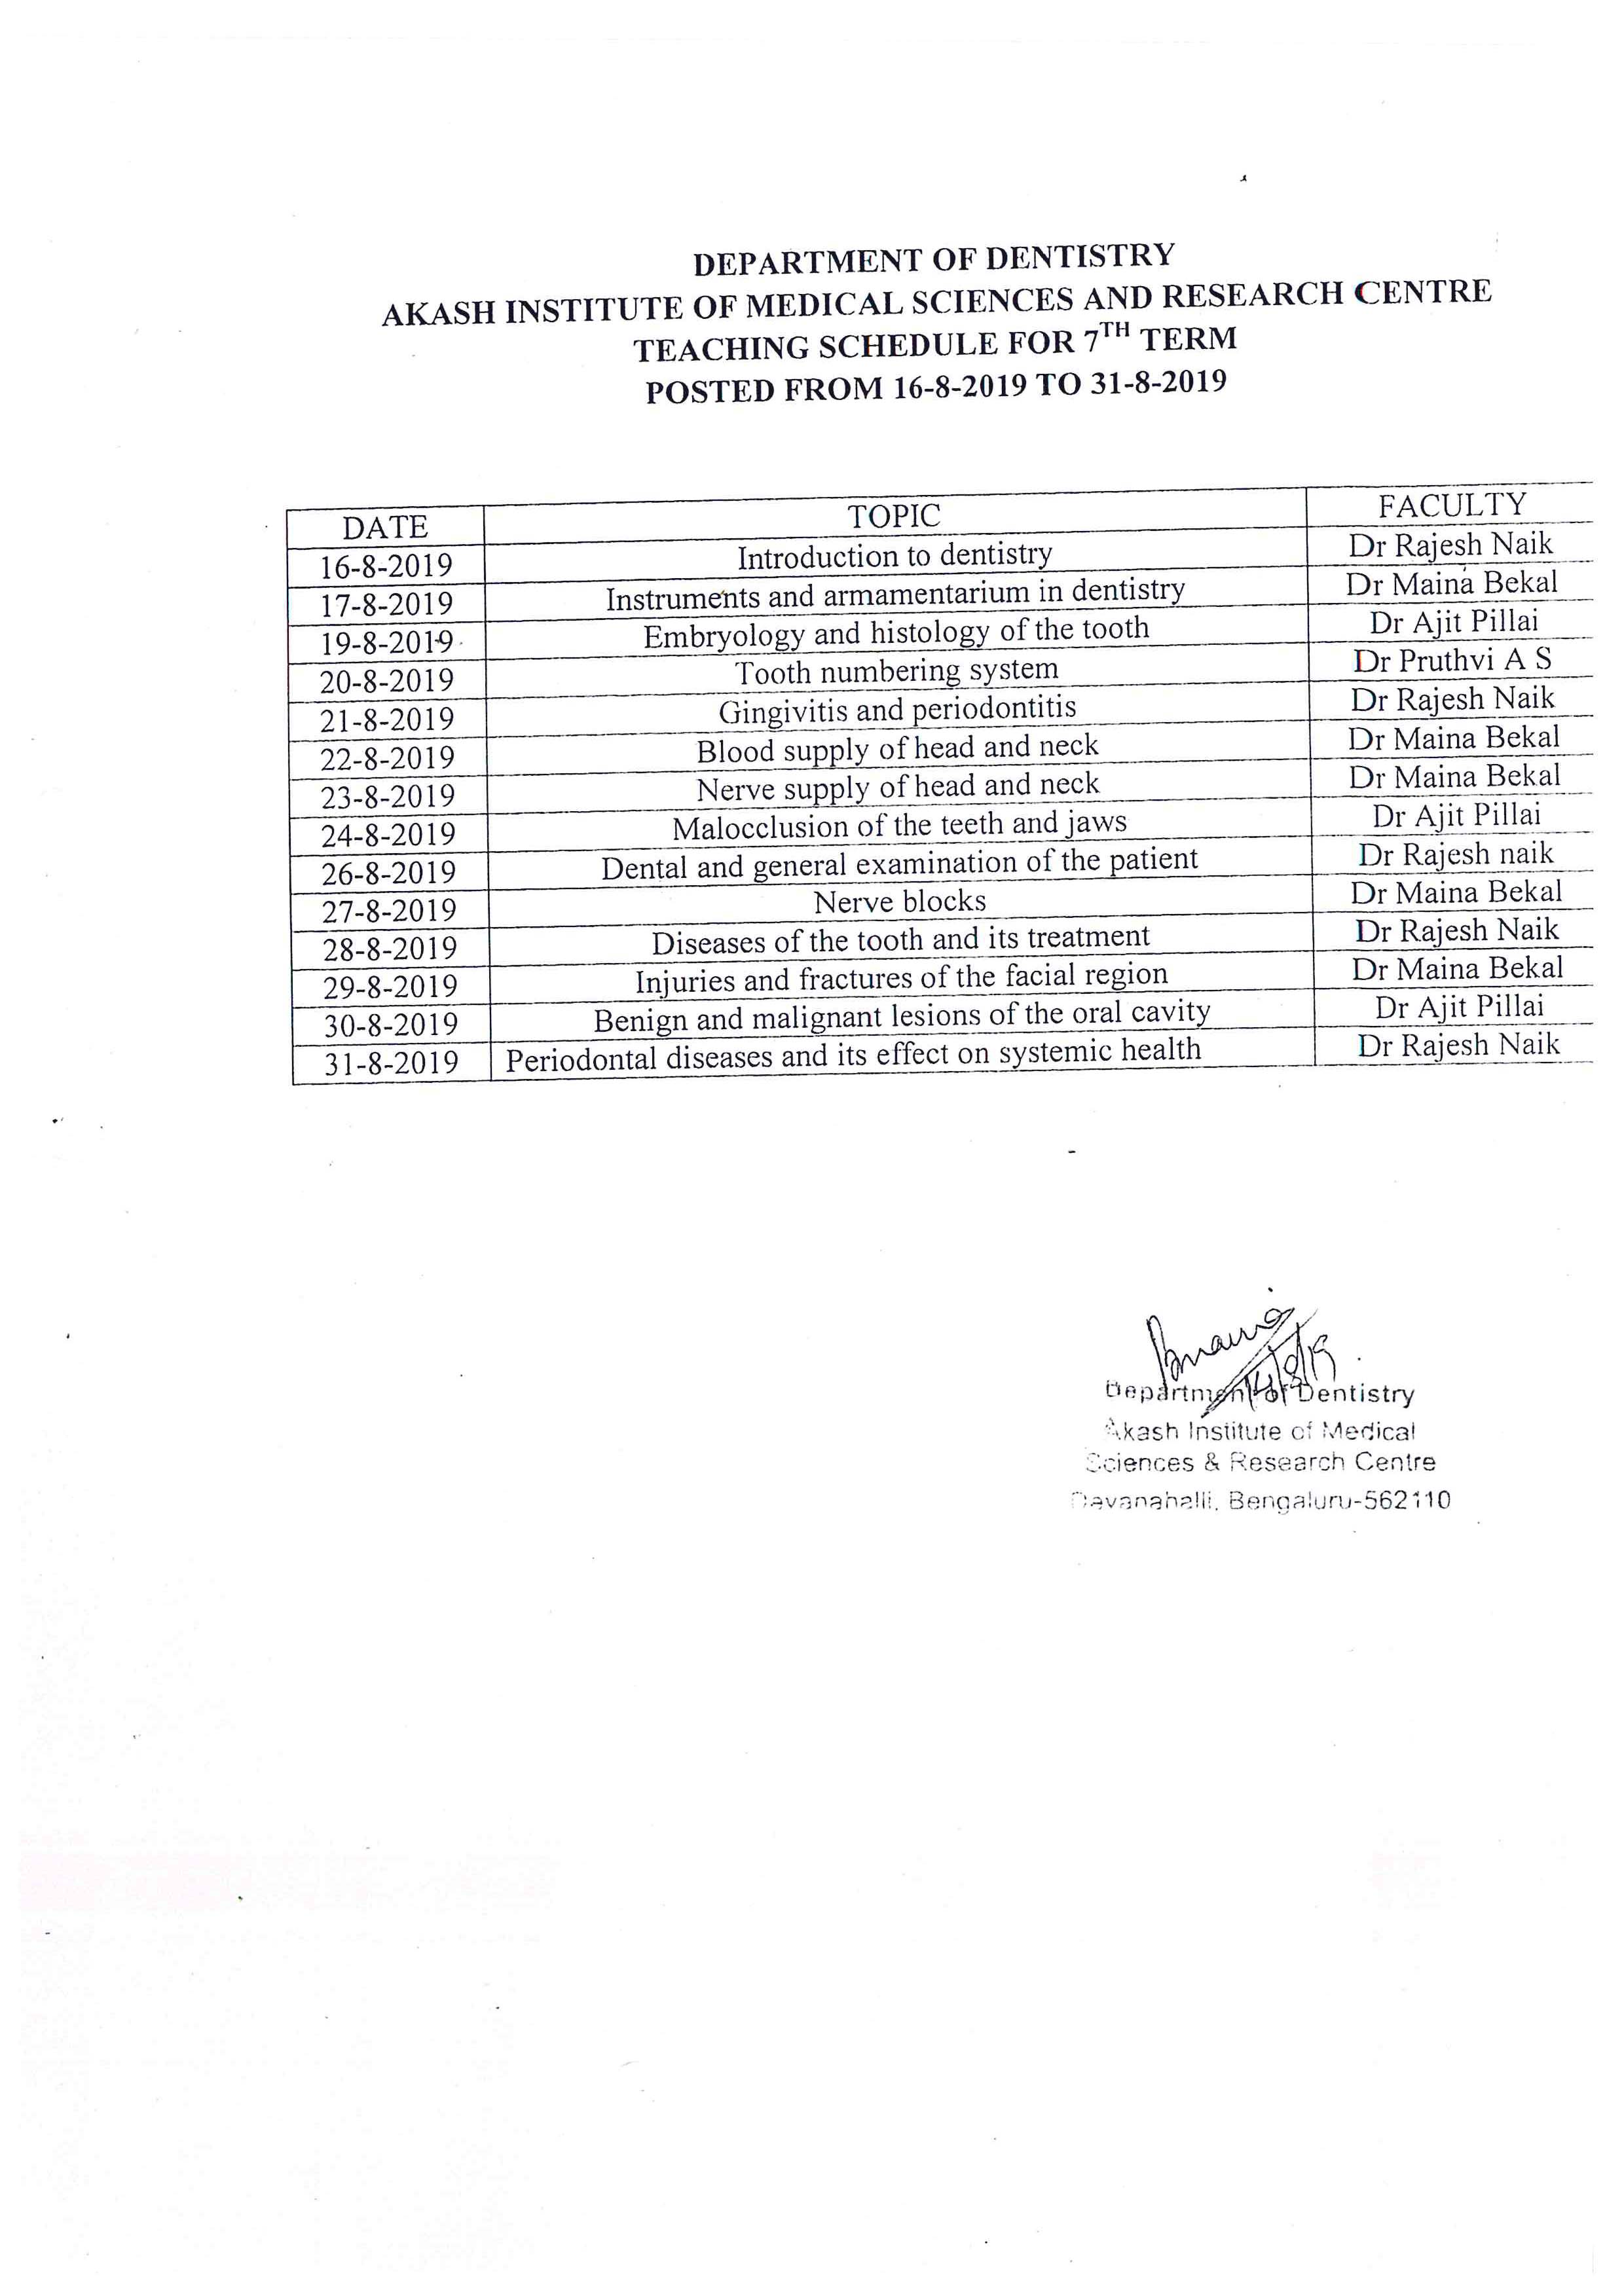 DEPARTMENT OF DENTISTRY
AKASH INSTITUTE OF MEDICAL SCIENCES AND RESEARCH CENTRE
TEACHING SCHEDULE FOR 7TH TERM
POSTED FROM 16-8-2019 TO 31-8-2019
DATE TOPIC FACULTY
16-8-2019 Introduction to dentistry Dr Rajesh Naik
17-8-2019 Instruments and armamentarium in dentistry Dr Maina Bekal
19-8-2019 Embryology and histology of the tooth Dr Ajit Pillai
20-8-2019 Tooth numbering system Dr Pruthvi A S
21-8-2019 Gingivitis and periodontitis Dr Rajesh Naik
22-8-2019 Blood supply of head and neck Dr Maina Bekal
23-8-2019 Nerve supply of head and neck Dr Maina Bekal
24-8-2019 Malocclusion of the teeth and jaws Dr Ajit Pillai
26-8-2019 Dental and general examination of the patient Dr Rajesh naik
27-8-2019 Nerve blocks Dr Maina Bekal
28-8-2019 Diseases of the tooth and its treatment Dr Rajesh Naik
29-8-2019 Injuries and fractures of the facial region Dr Maina Bekal
30-8-2019 Benign and malignant lesions of the oral cavity Dr Ajit Pillai
31-8-2019 Periodontal diseases and its effect on systemic health Dr Rajesh Naik
Department of Dentistry
Akash Institute of Medical
Sciences & Research Centre
Davanahalli, Bengaluru-562110